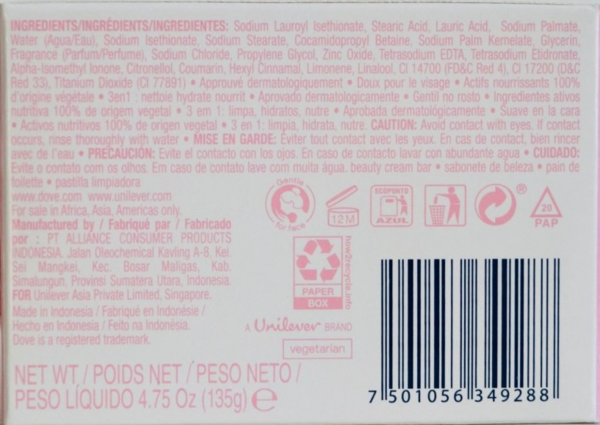 INGREDIENTS/INGRÉDIENTS/INGREDIENTES: Sodium Lauroyl Isethionate, Stearic Acid, Lauric Acid, Sodium Palmate,
Water (Agua/Eau), Sodium Isethionate, Sodium Stearate, Cocamidopropyl Betaine, Sodium Palm Kernelate, Glycerin,
Fragrance (Parfum/Perfume), Sodium Chloride, Propylene Glycol, Zinc Oxide, Tetrasodium EDTA, Tetrasodium Etidronate,
Alpha-Isomethyl Ionone, Citronellol, Coumarin, Hexyl Cinnamal, Limonene, Linalool, CI 14700 (FD&C Red 4), CI 17200 (D&C
Red 33), Titanium Dioxide (CI 77891) • Approuvé dermatologiquement • Doux pour le visage • Actifs nourrissants 100%
d'origine végétale • 3en1 : nettoie hydrate nourrit • Aprovado dermatologicamente • Gentil no rosto • Ingredientes ativos
nutritiva 100% de origem vegetal • 3 em 1: limpa, hidratos, nutre • Aprobada dermatológicamente • Suave en la cara
• Activos nutritivos 100% de origen vegetal • 3 en 1: limpia, hidrata, nutre. CAUTION: Avoid contact with eyes. If contact
occurs, rinse thoroughly with water • MISE EN GARDE: Eviter tout contact avec les yeux. En cas de contact, bien rincer
avec de l'eau • PRECAUCIÓN: Evite el contacto con los ojos. En caso de contacto lavar con abundante agua • CUIDADO:
Evite o contato com os olhos. Em caso de contato lave com muita água. beauty cream bar • sabonete de beleza • pain de
toilette • pastilla limpiadora
www.dove.com www.unilever.com
For sale in Africa, Asia, Americas only.
Manufactured by / Fabriqué par / Fabricado
por : PT ALLIANCE CONSUMER PRODUCTS
INDONESIA. Jalan Oleochemical Kavling A-8, Kel.
Sei Mangkei, Kec. Bosar Maligas, Kab.
Simalungun, Provinsi Sumatera Utara, Indonesia.
FOR Unilever Asia Private Limited, Singapore.
Made in Indonesia / Fabriqué en Indonésie /
Hecho en Indonesia / Feito na Indonésia.
Dove is a registered trademark.
Gentle
for face
12M
ECOPONTO
AZUL
®
20
PAP
PAPER
BOX
how2recycle.info
A Unilever BRAND
vegetarian
NET WT./ POIDS NET / PESO NETO /
PESO LÍQUIDO 4.75 Oz (135g) e
7 501056 349288